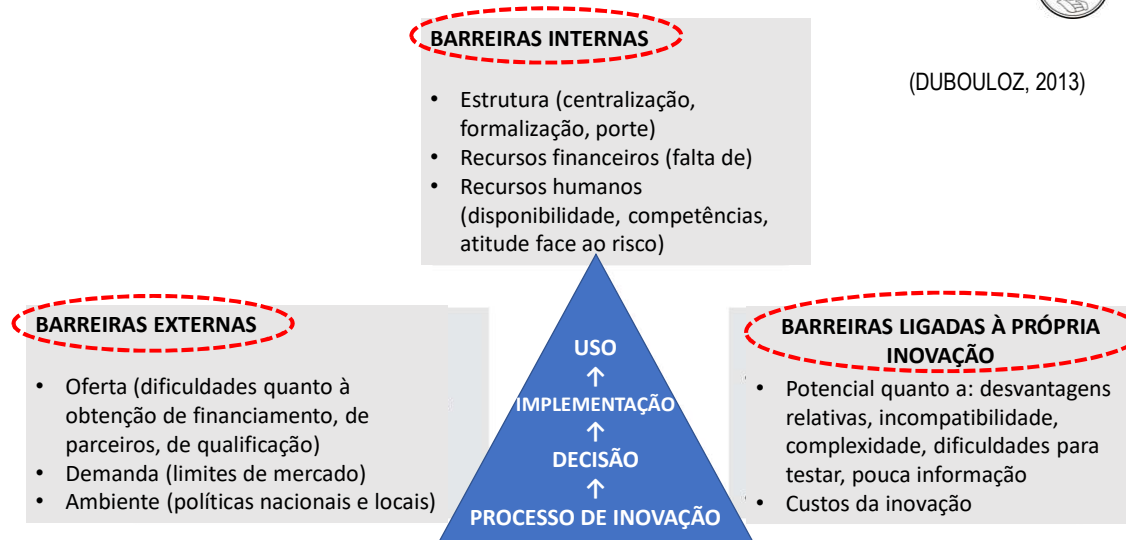 BARREIRAS INTERNAS
• Estrutura (centralização,
formalização, porte)
• Recursos financeiros (falta de)
• Recursos humanos
(disponibilidade, competências,
atitude face ao risco)
(DUBOULOZ, 2013)
BARREIRAS EXTERNAS
• Oferta (dificuldades quanto à
obtenção de financiamento, de
parceiros, de qualificação)
• Demanda (limites de mercado)
• Ambiente (políticas nacionais e locais)
USO
↑
IMPLEMENTAÇÃO
↑
DECISÃO
↑
PROCESSO DE INOVAÇÃO
BARREIRAS LIGADAS À PRÓPRIA
INOVAÇÃO
• Potencial quanto a: desvantagens
relativas, incompatibilidade,
complexidade, dificuldades para
testar, pouca informação
• Custos da inovação